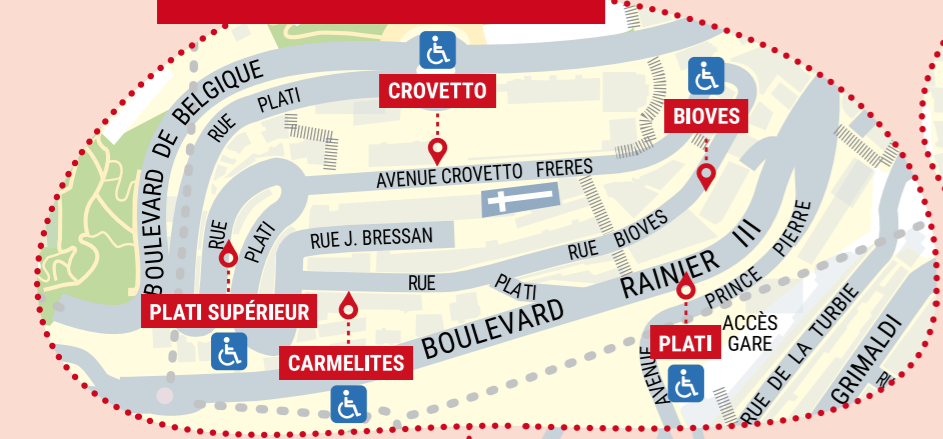 CROVETTO
BIOVES
BOULEVARD DE BELGIQUE
RUE PLATI
AVENUE CROVETTO FRERES
RUE PLATI
RUE J. BRESSAN
RUE BIOVES
RUE PLATI
PLATI SUPÉRIEUR
CARMELITES
BOULEVARD RAINIER III
PLATI
AVENUE PRINCE PIERRE
ACCÈS
GARE
RUE DE LA TURBIE
GRIMALDI